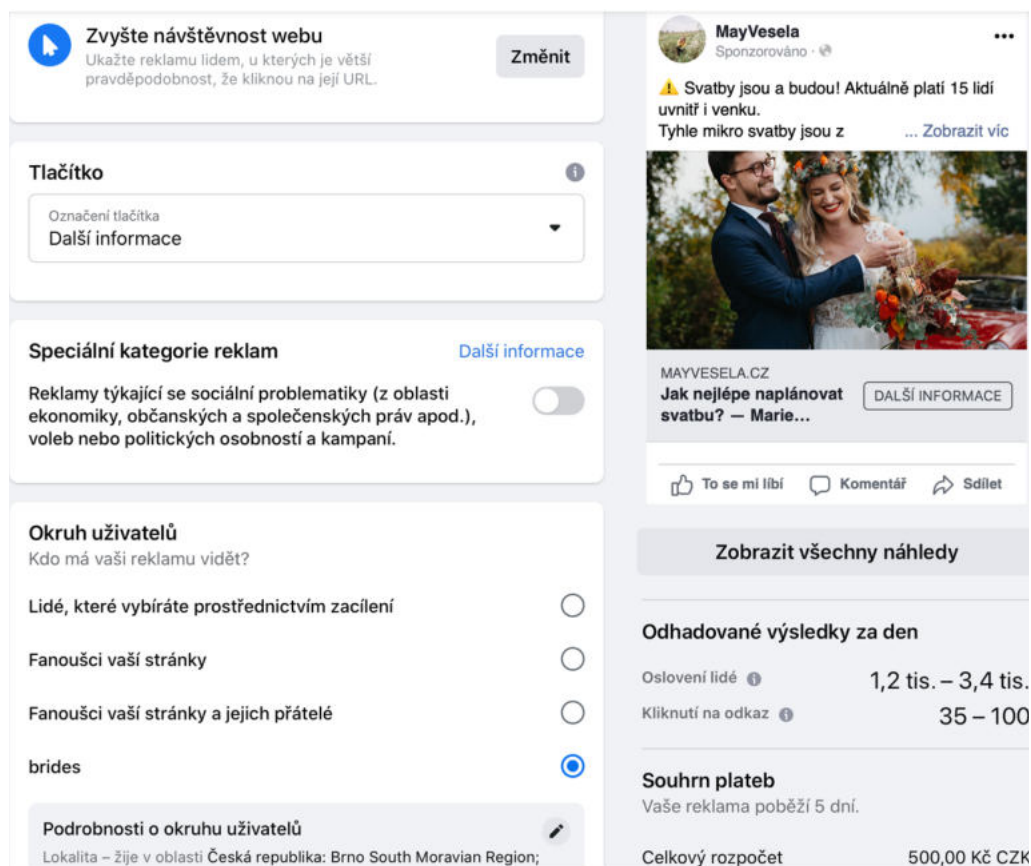 Zvyšte návštěvnost webu
Ukažte reklamu lidem, u kterých je větší
pravděpodobnost, že kliknou na její URL.
Změnit
Tlačítko
Označení tlačítka
Další informace
Speciální kategorie reklam
Další informace
Reklamy týkající se sociální problematiky (z oblasti
ekonomiky, občanských a společenských práv apod.),
voleb nebo politických osobností a kampaní.
Okruh uživatelů
Kdo má vaši reklamu vidět?
Lidé, které vybíráte prostřednictvím zacílení
Fanoušci vaší stránky
Fanoušci vaší stránky a jejich přátelé
brides
Podrobnosti o okruhu uživatelů
Lokalita – žije v oblasti Česká republika: Brno South Moravian Region;
MayVesela
Sponzorováno ·
⚠️ Svatby jsou a budou! Aktuálně platí 15 lidí
uvnitř i venku.
Tyhle mikro svatby jsou z ... Zobrazit víc
MAYVESELA.CZ
Jak nejlépe naplánovat
svatbu? — Marie...
DALŠÍ INFORMACE
To se mi líbí Komentář Sdílet
Zobrazit všechny náhledy
Odhadované výsledky za den
Oslovení lidé 1,2 tis. – 3,4 tis.
Kliknutí na odkaz 35 – 100
Souhrn plateb
Vaše reklama poběží 5 dní.
Celkový rozpočet 500,00 Kč CZK